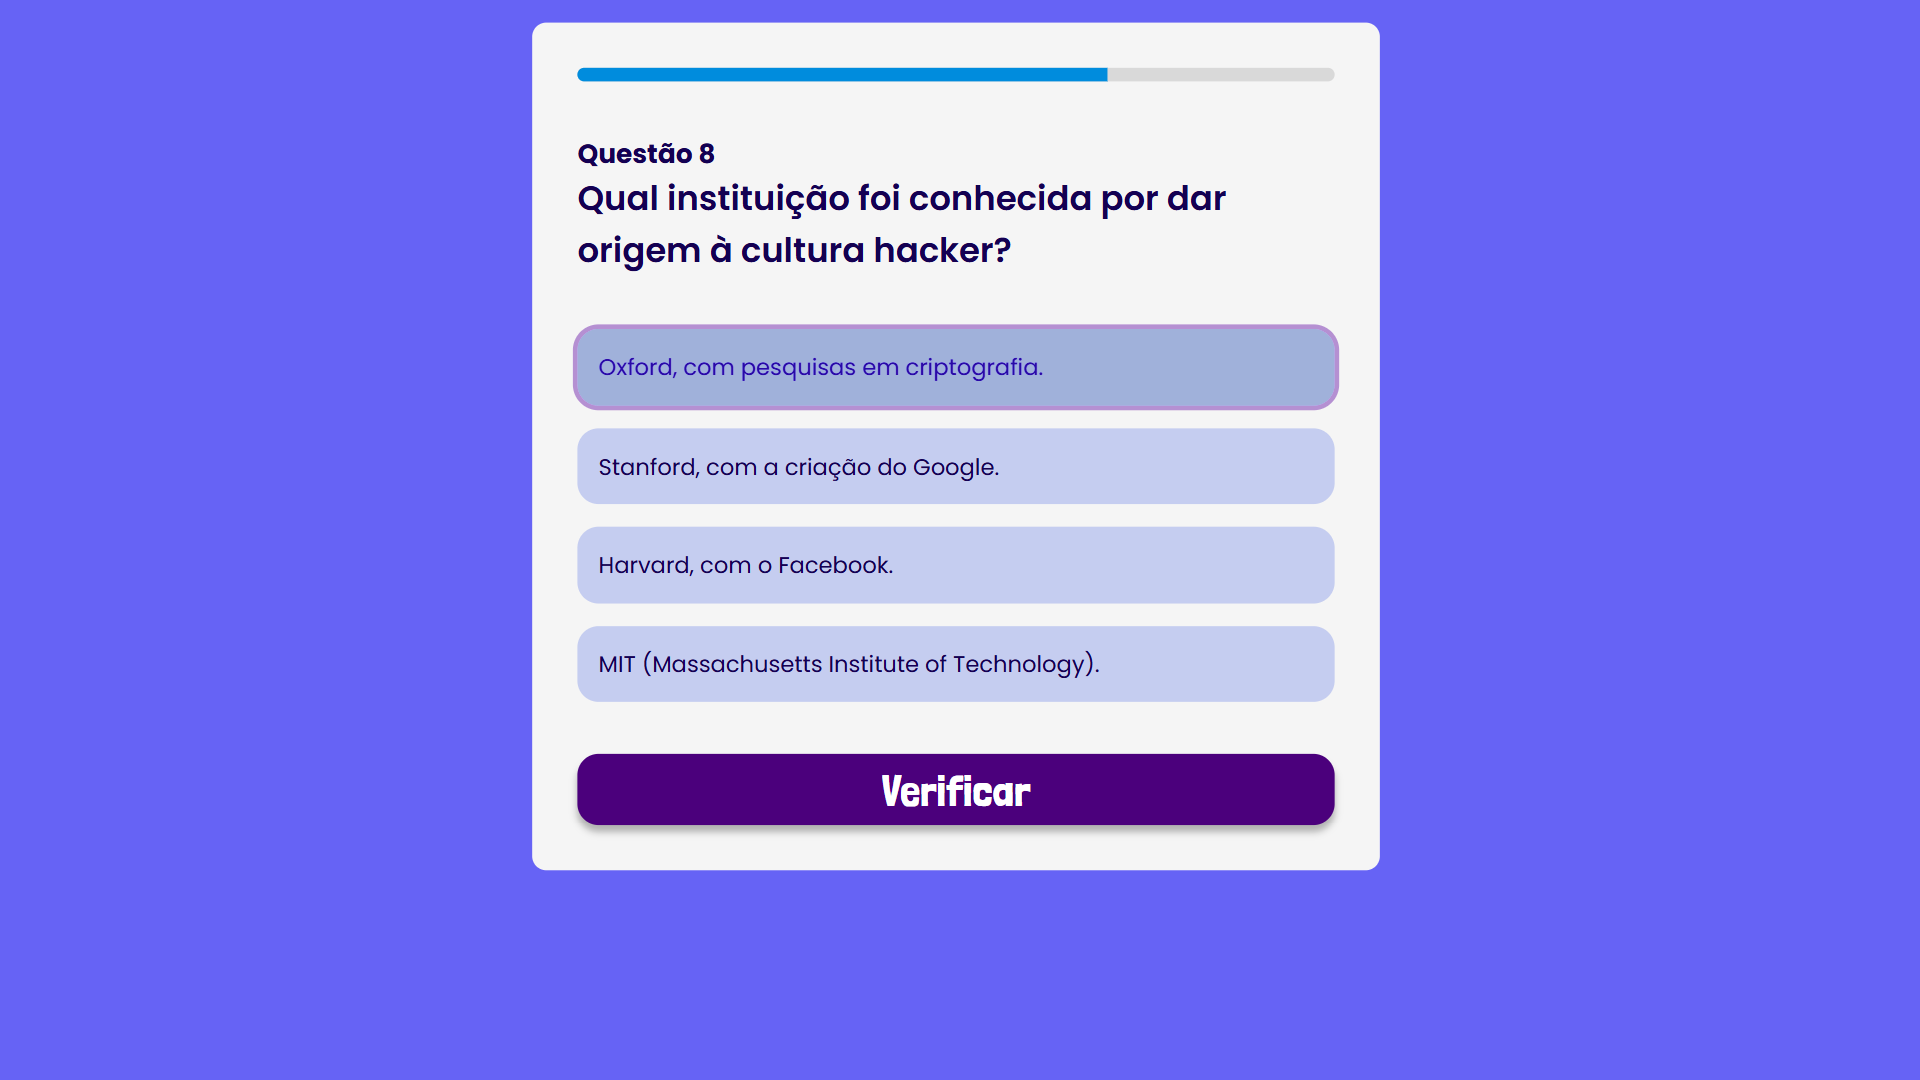 Questão 8
Qual instituição foi conhecida por dar
origem à cultura hacker?
Oxford, com pesquisas em criptografia.
Stanford, com a criação do Google.
Harvard, com o Facebook.
MIT (Massachusetts Institute of Technology).
Verificar